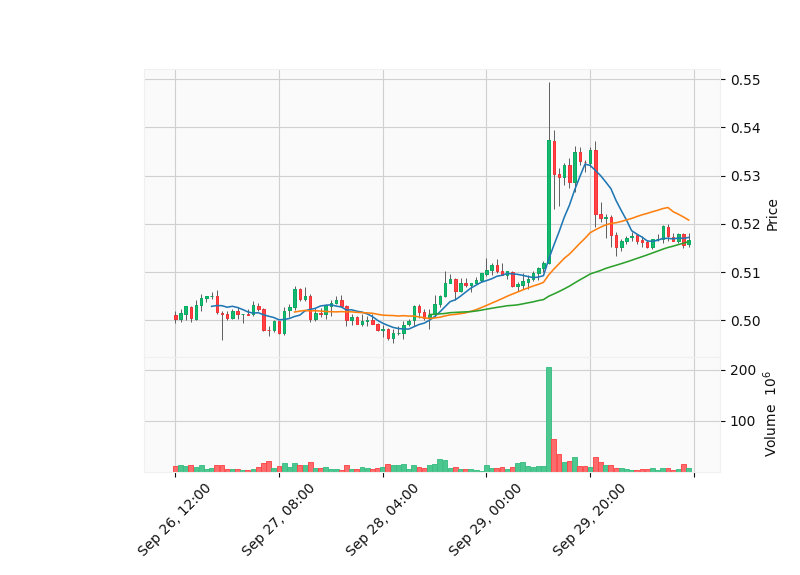 0.55
0.54
0.53
0.52
0.51
0.50
Price
200
100
Volume 10^6
Sep 26, 12:00
Sep 27, 08:00
Sep 28, 04:00
Sep 29, 00:00
Sep 29, 20:00